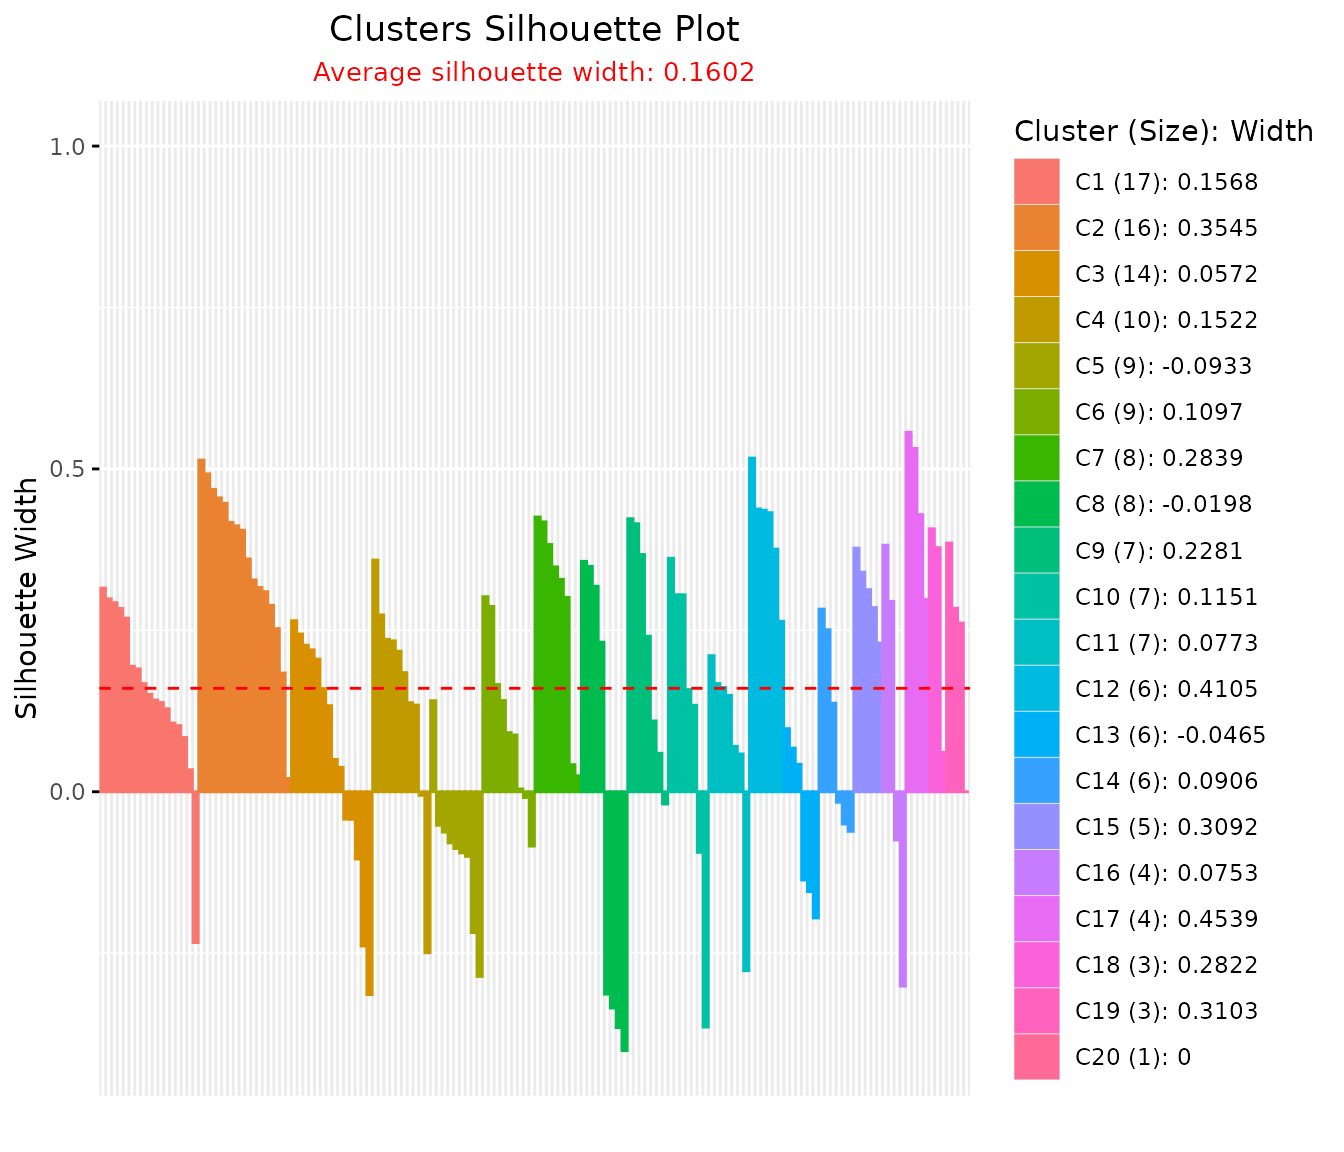 Clusters Silhouette Plot
Average silhouette width: 0.1602
Silhouette Width
1.0
0.5
0.0
Cluster (Size): Width
C1 (17): 0.1568
C2 (16): 0.3545
C3 (14): 0.0572
C4 (10): 0.1522
C5 (9): -0.0933
C6 (9): 0.1097
C7 (8): 0.2839
C8 (8): -0.0198
C9 (7): 0.2281
C10 (7): 0.1151
C11 (7): 0.0773
C12 (6): 0.4105
C13 (6): -0.0465
C14 (6): 0.0906
C15 (5): 0.3092
C16 (4): 0.0753
C17 (4): 0.4539
C18 (3): 0.2822
C19 (3): 0.3103
C20 (1): 0